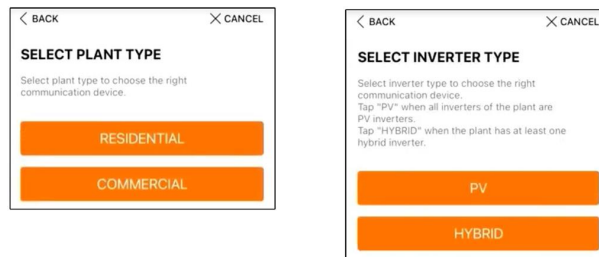 BACK
CANCEL
SELECT PLANT TYPE
Select plant type to choose the right
communication device.
RESIDENTIAL
COMMERCIAL
BACK
CANCEL
SELECT INVERTER TYPE
Select inverter type to choose the right
communication device.
Tap "PV" when all inverters of the plant are
PV inverters.
Tap "HYBRID" when the plant has at least one
hybrid inverter.
PV
HYBRID